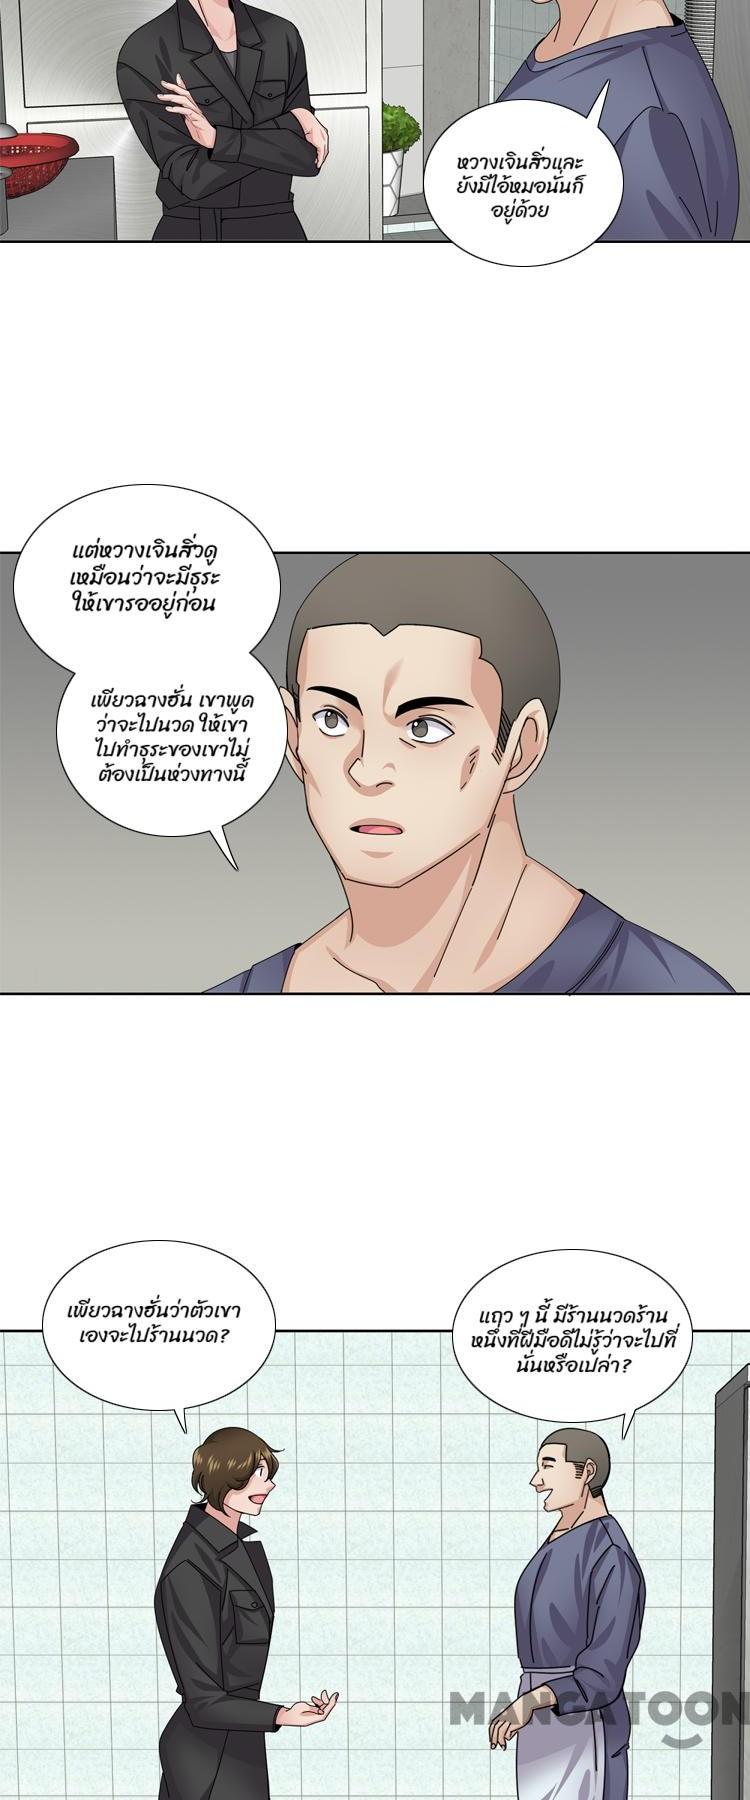 หวางเจินสิ่วและ
ยังมีไอ้หมอนั่นก็
อยู่ด้วย
แต่หวางเจินสิ่วดู
เหมือนว่าจะมีธุระ
ให้เขารออยู่ก่อน
เพียวฉางฮั่น เขาพูด
ว่าจะไปนวด ให้เขา
ไปทำธุระของเขาไม่
ต้องเป็นห่วงทางนี้
เพียวฉางฮั่นว่าตัวเขา
เองจะไปร้านนวด?
แถว ๆ นี้ มีร้านนวดร้าน
หนึ่งที่ฝีมือดีไม่รู้ว่าจะไปที่
นั่นหรือเปล่า?
MANGATOON